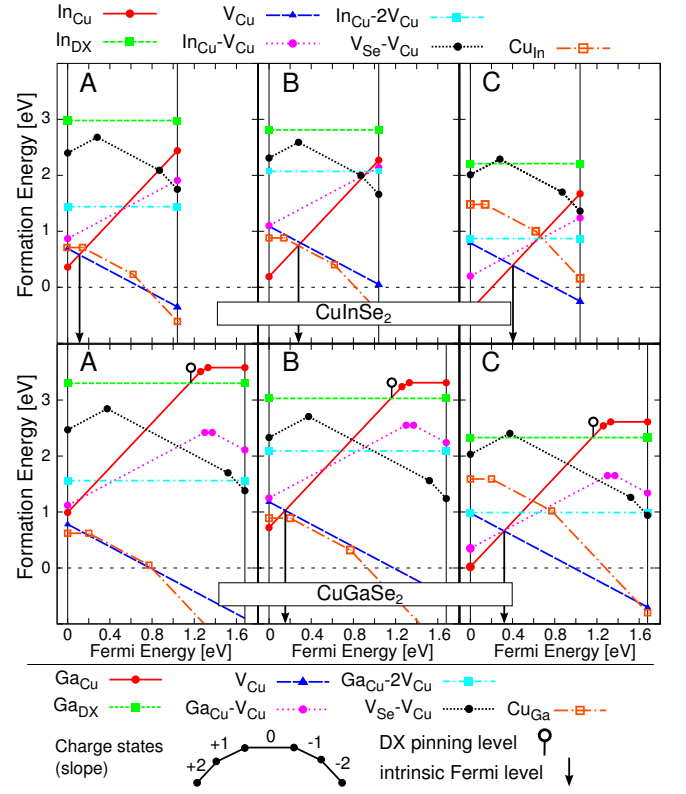 In_Cu V_Cu In_Cu-2V_Cu
In_DX In_Cu-V_Cu V_Se-V_Cu Cu_In
A B C
Formation Energy [eV]
3
2
1
0
CuInSe_2
A B C
Formation Energy [eV]
3
2
1
0
CuGaSe_2
0 0.4 0.8 1.2 1.6 0 0.4 0.8 1.2 1.6 0 0.4 0.8 1.2 1.6
Fermi Energy [eV] Fermi Energy [eV] Fermi Energy [eV]
Ga_Cu V_Cu Ga_Cu-2V_Cu
Ga_DX Ga_Cu-V_Cu V_Se-V_Cu Cu_Ga
Charge states
(slope)
+2 +1 0 -1 -2
DX pinning level
intrinsic Fermi level